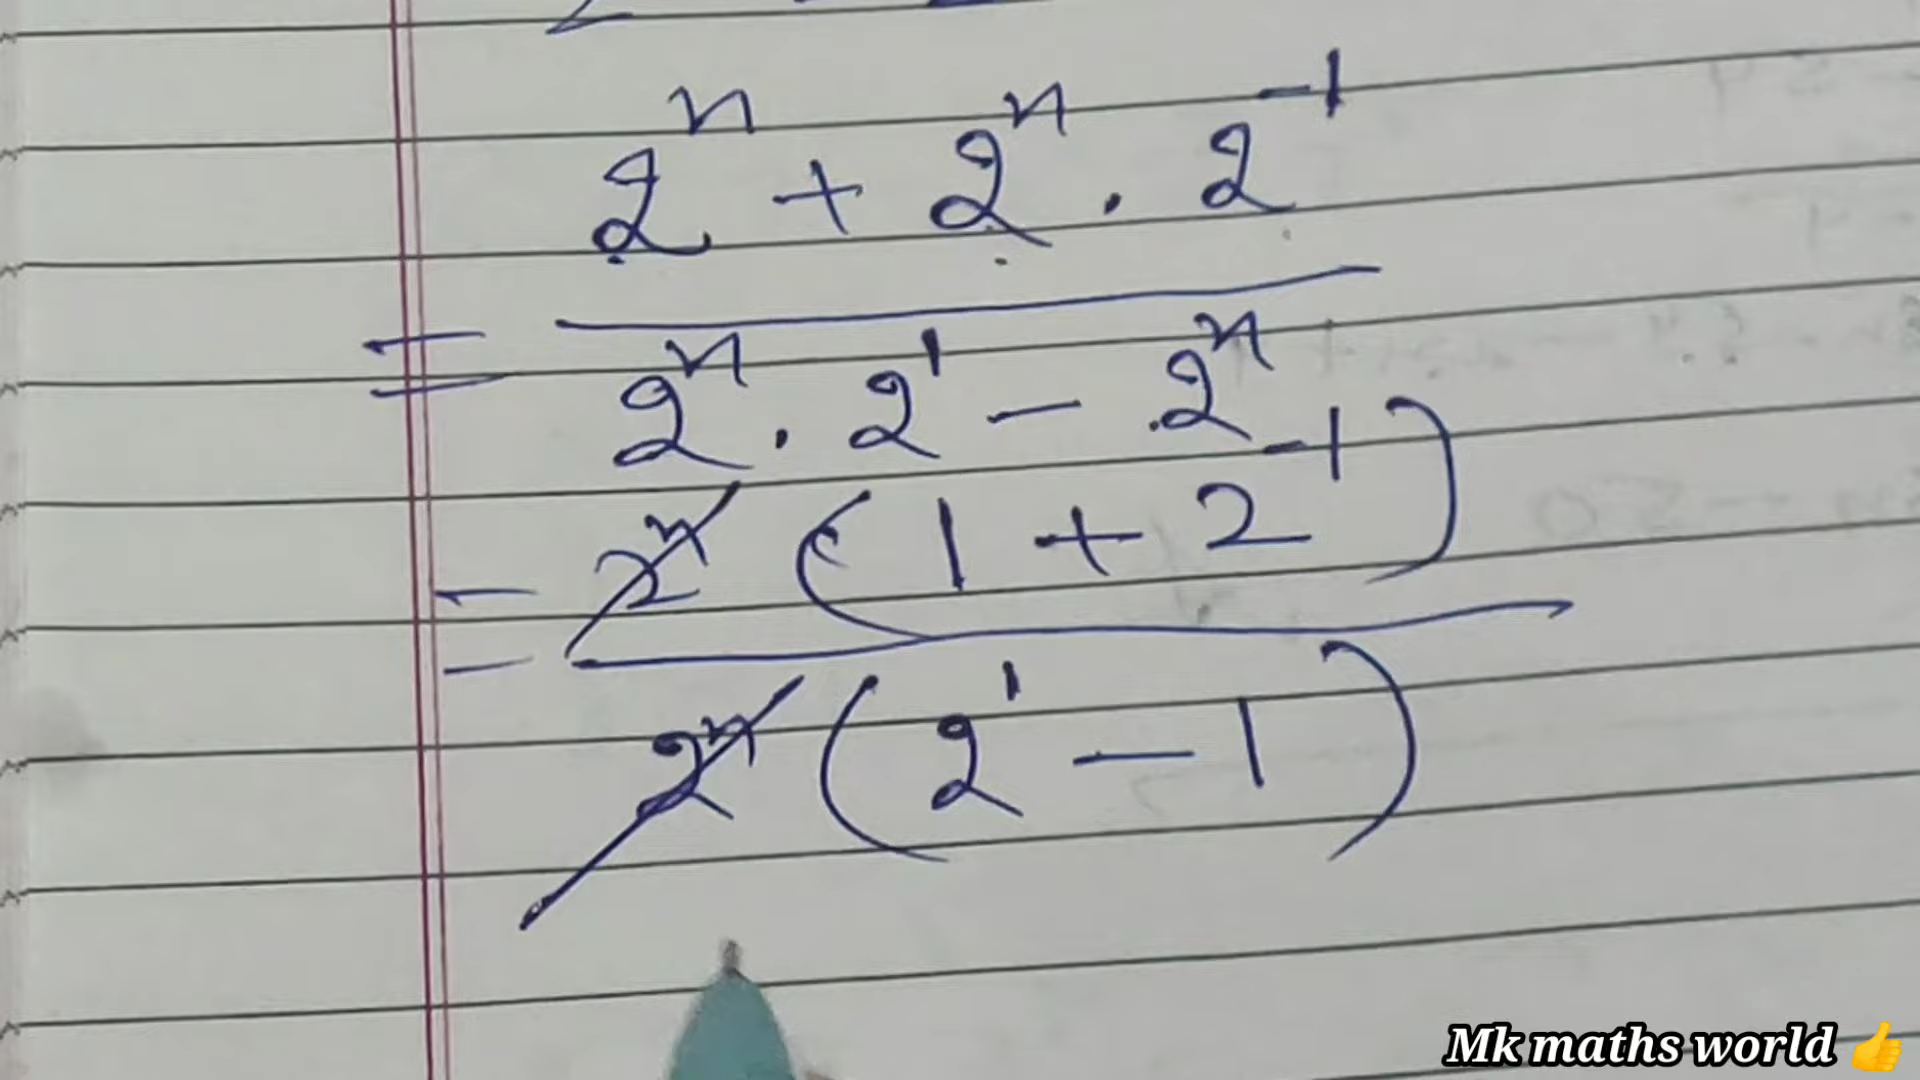 2ⁿ + 2ⁿ . 2⁻¹
=
2ⁿ . 2¹ - 2ⁿ
= 2ⁿ (1 + 2⁻¹)
2ⁿ (2¹ - 1)
Mk maths world 👍